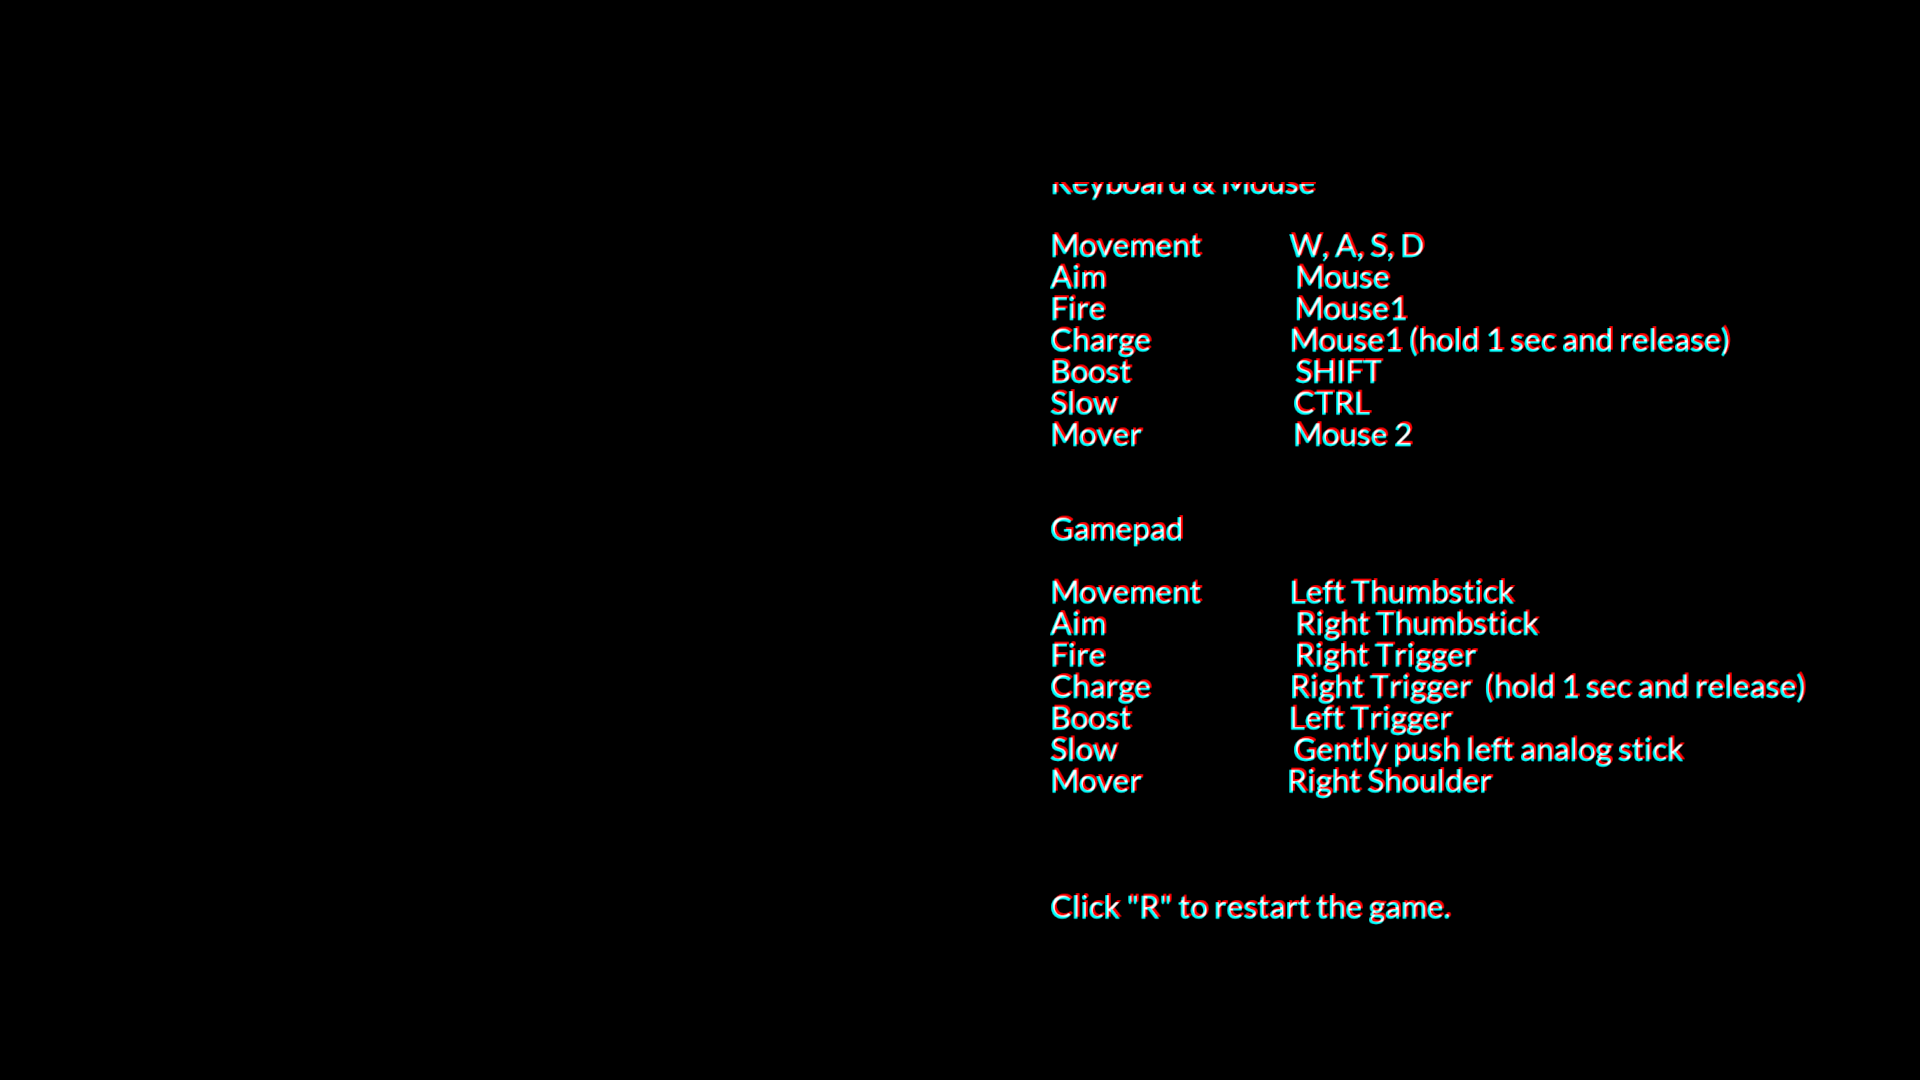 Keyboard & Mouse
Movement W, A, S, D
Aim Mouse
Fire Mouse1
Charge Mouse1 (hold 1 sec and release)
Boost SHIFT
Slow CTRL
Mover Mouse 2
Gamepad
Movement Left Thumbstick
Aim Right Thumbstick
Fire Right Trigger
Charge Right Trigger (hold 1 sec and release)
Boost Left Trigger
Slow Gently push left analog stick
Mover Right Shoulder
Click "R" to restart the game.